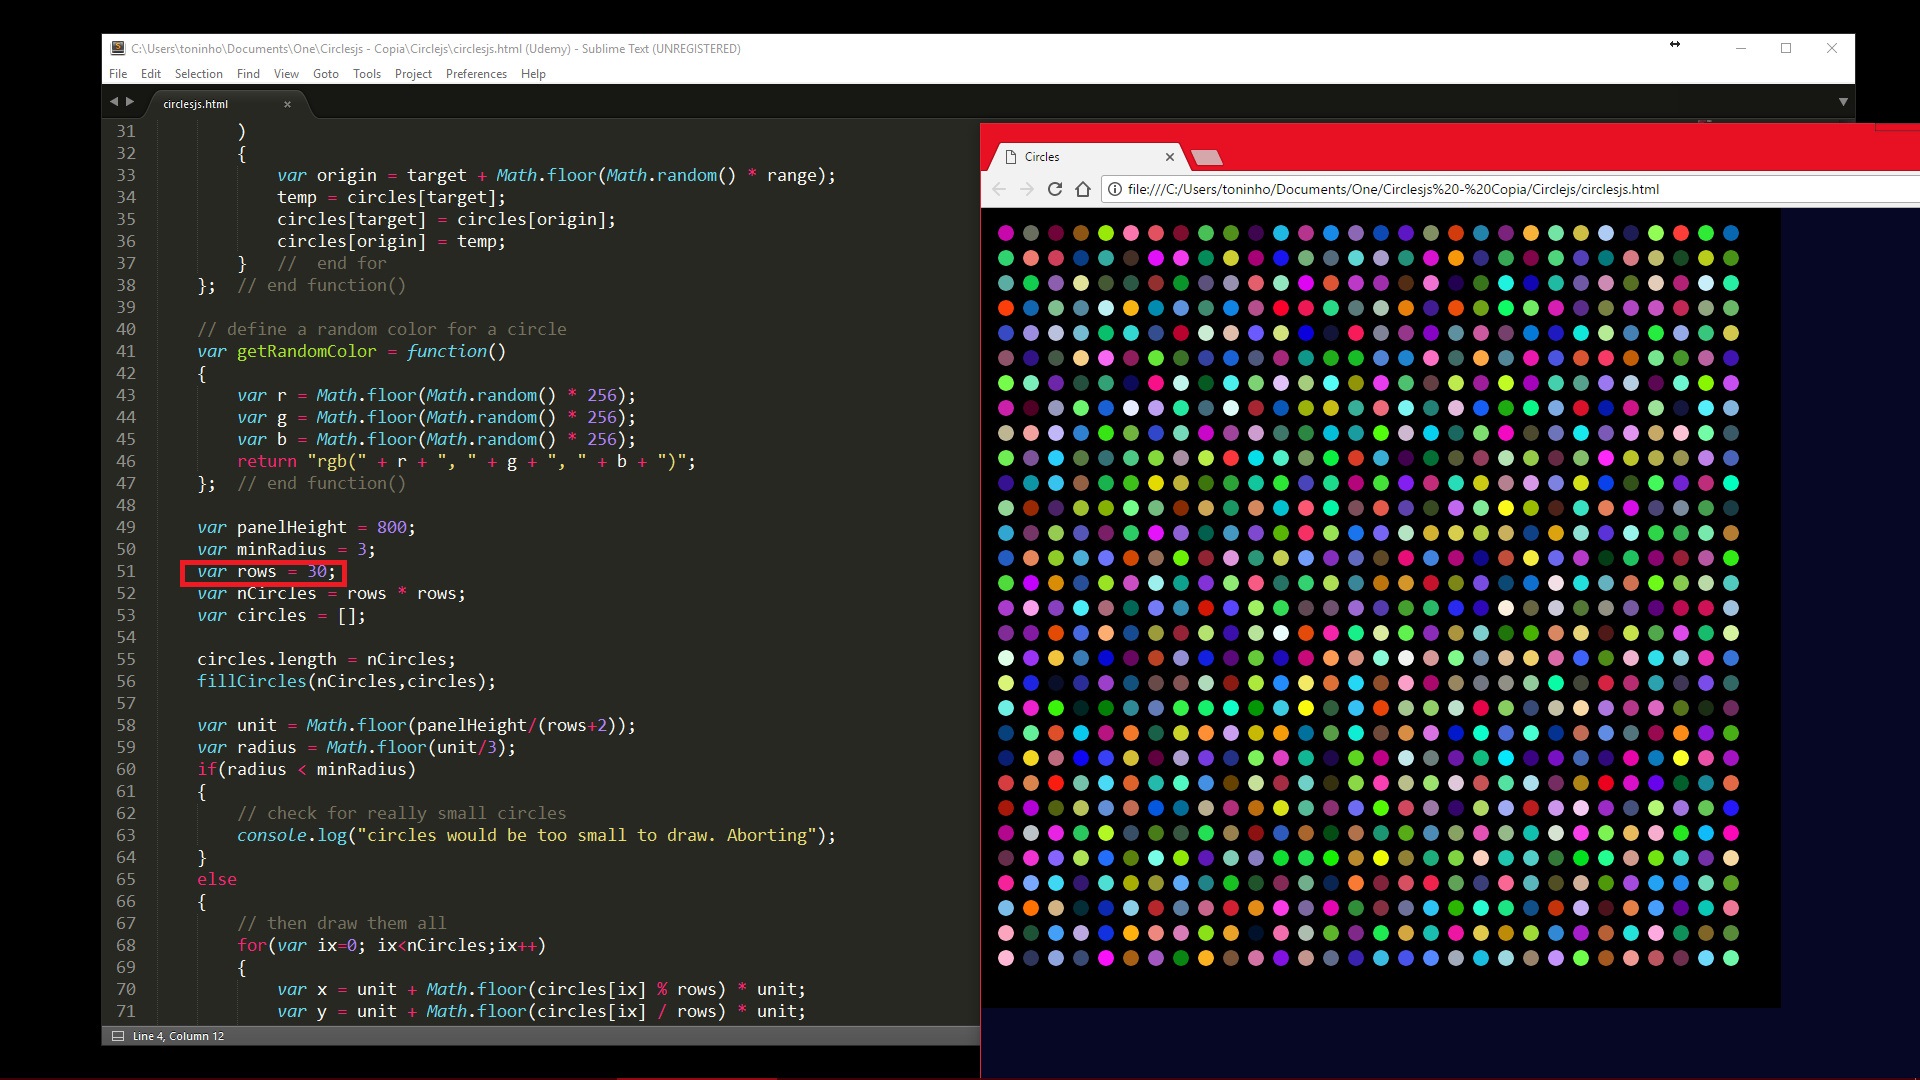 C:\Users\toninho\Documents\One\Circlesjs - Copia\Circlejs\circlesjs.html (Udemy) - Sublime Text (UNREGISTERED)
File Edit Selection Find View Goto Tools Project Preferences Help
circlesjs.html
31 )
32 {
33 var origin = target + Math.floor(Math.random() * range);
34 temp = circles[target];
35 circles[target] = circles[origin];
36 circles[origin] = temp;
37 } // end for
38 }; // end function()
39
40 // define a random color for a circle
41 var getRandomColor = function()
42 {
43 var r = Math.floor(Math.random() * 256);
44 var g = Math.floor(Math.random() * 256);
45 var b = Math.floor(Math.random() * 256);
46 return "rgb(" + r + ", " + g + ", " + b + ")";
47 }; // end function()
48
49 var panelHeight = 800;
50 var minRadius = 3;
51 var rows = 30;
52 var nCircles = rows * rows;
53 var circles = [];
54
55 circles.length = nCircles;
56 fillCircles(nCircles,circles);
57
58 var unit = Math.floor(panelHeight/(rows+2));
59 var radius = Math.floor(unit/3);
60 if(radius < minRadius)
61 {
62 // check for really small circles
63 console.log("circles would be too small to draw. Aborting");
64 }
65 else
66 {
67 // then draw them all
68 for(var ix=0; ix<nCircles;ix++)
69 {
70 var x = unit + Math.floor(circles[ix] % rows) * unit;
71 var y = unit + Math.floor(circles[ix] / rows) * unit;
Line 4, Column 12
Circles
file:///C:/Users/toninho/Documents/One/Circlesjs%20-%20Copia/Circlejs/circlesjs.html